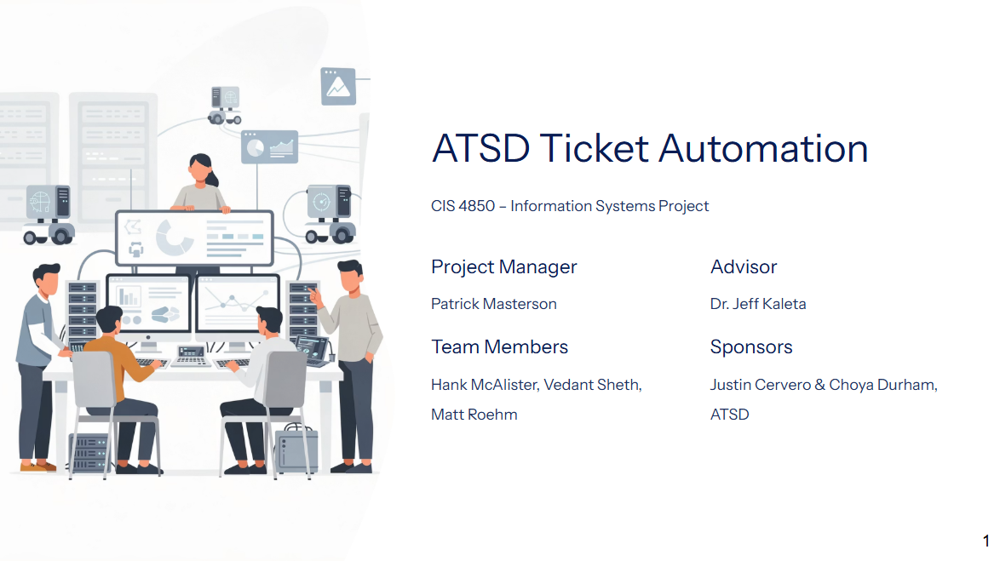 ATSD Ticket Automation
CIS 4850 – Information Systems Project
Project Manager
Patrick Masterson
Advisor
Dr. Jeff Kaleta
Team Members
Hank McAlister, Vedant Sheth,
Matt Roehm
Sponsors
Justin Cervero & Choya Durham,
ATSD
1